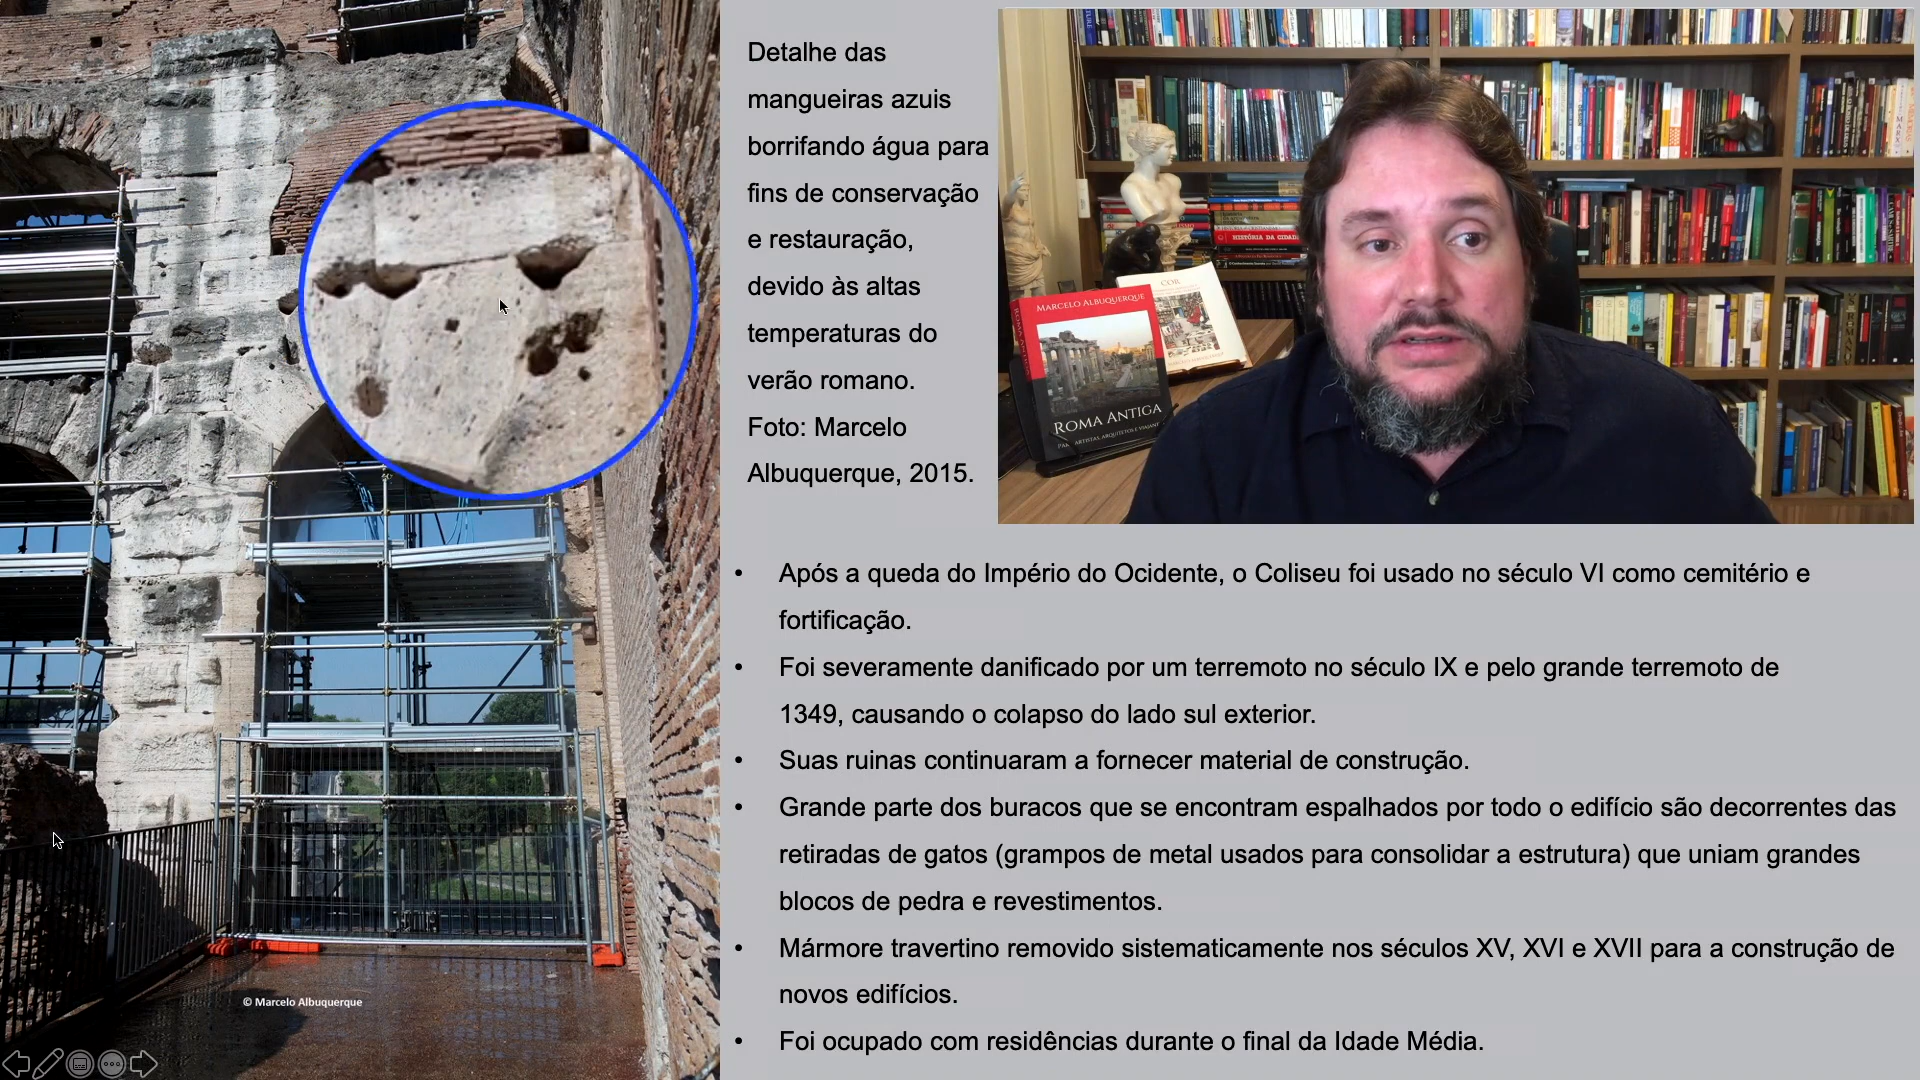 Detalhe das
mangueiras azuis
borrifando água para
fins de conservação
e restauração,
devido às altas
temperaturas do
verão romano.
Foto: Marcelo
Albuquerque, 2015.
HISTÓRIA DA CIDADE
COR
MARCELO ALBUQUERQUE
ROMA ANTIGA
• Após a queda do Império do Ocidente, o Coliseu foi usado no século VI como cemitério e
fortificação.
• Foi severamente danificado por um terremoto no século IX e pelo grande terremoto de
1349, causando o colapso do lado sul exterior.
• Suas ruinas continuaram a fornecer material de construção.
• Grande parte dos buracos que se encontram espalhados por todo o edifício são decorrentes das
retiradas de gatos (grampos de metal usados para consolidar a estrutura) que uniam grandes
blocos de pedra e revestimentos.
• Mármore travertino removido sistematicamente nos séculos XV, XVI e XVII para a construção de
novos edifícios.
• Foi ocupado com residências durante o final da Idade Média.
© Marcelo Albuquerque